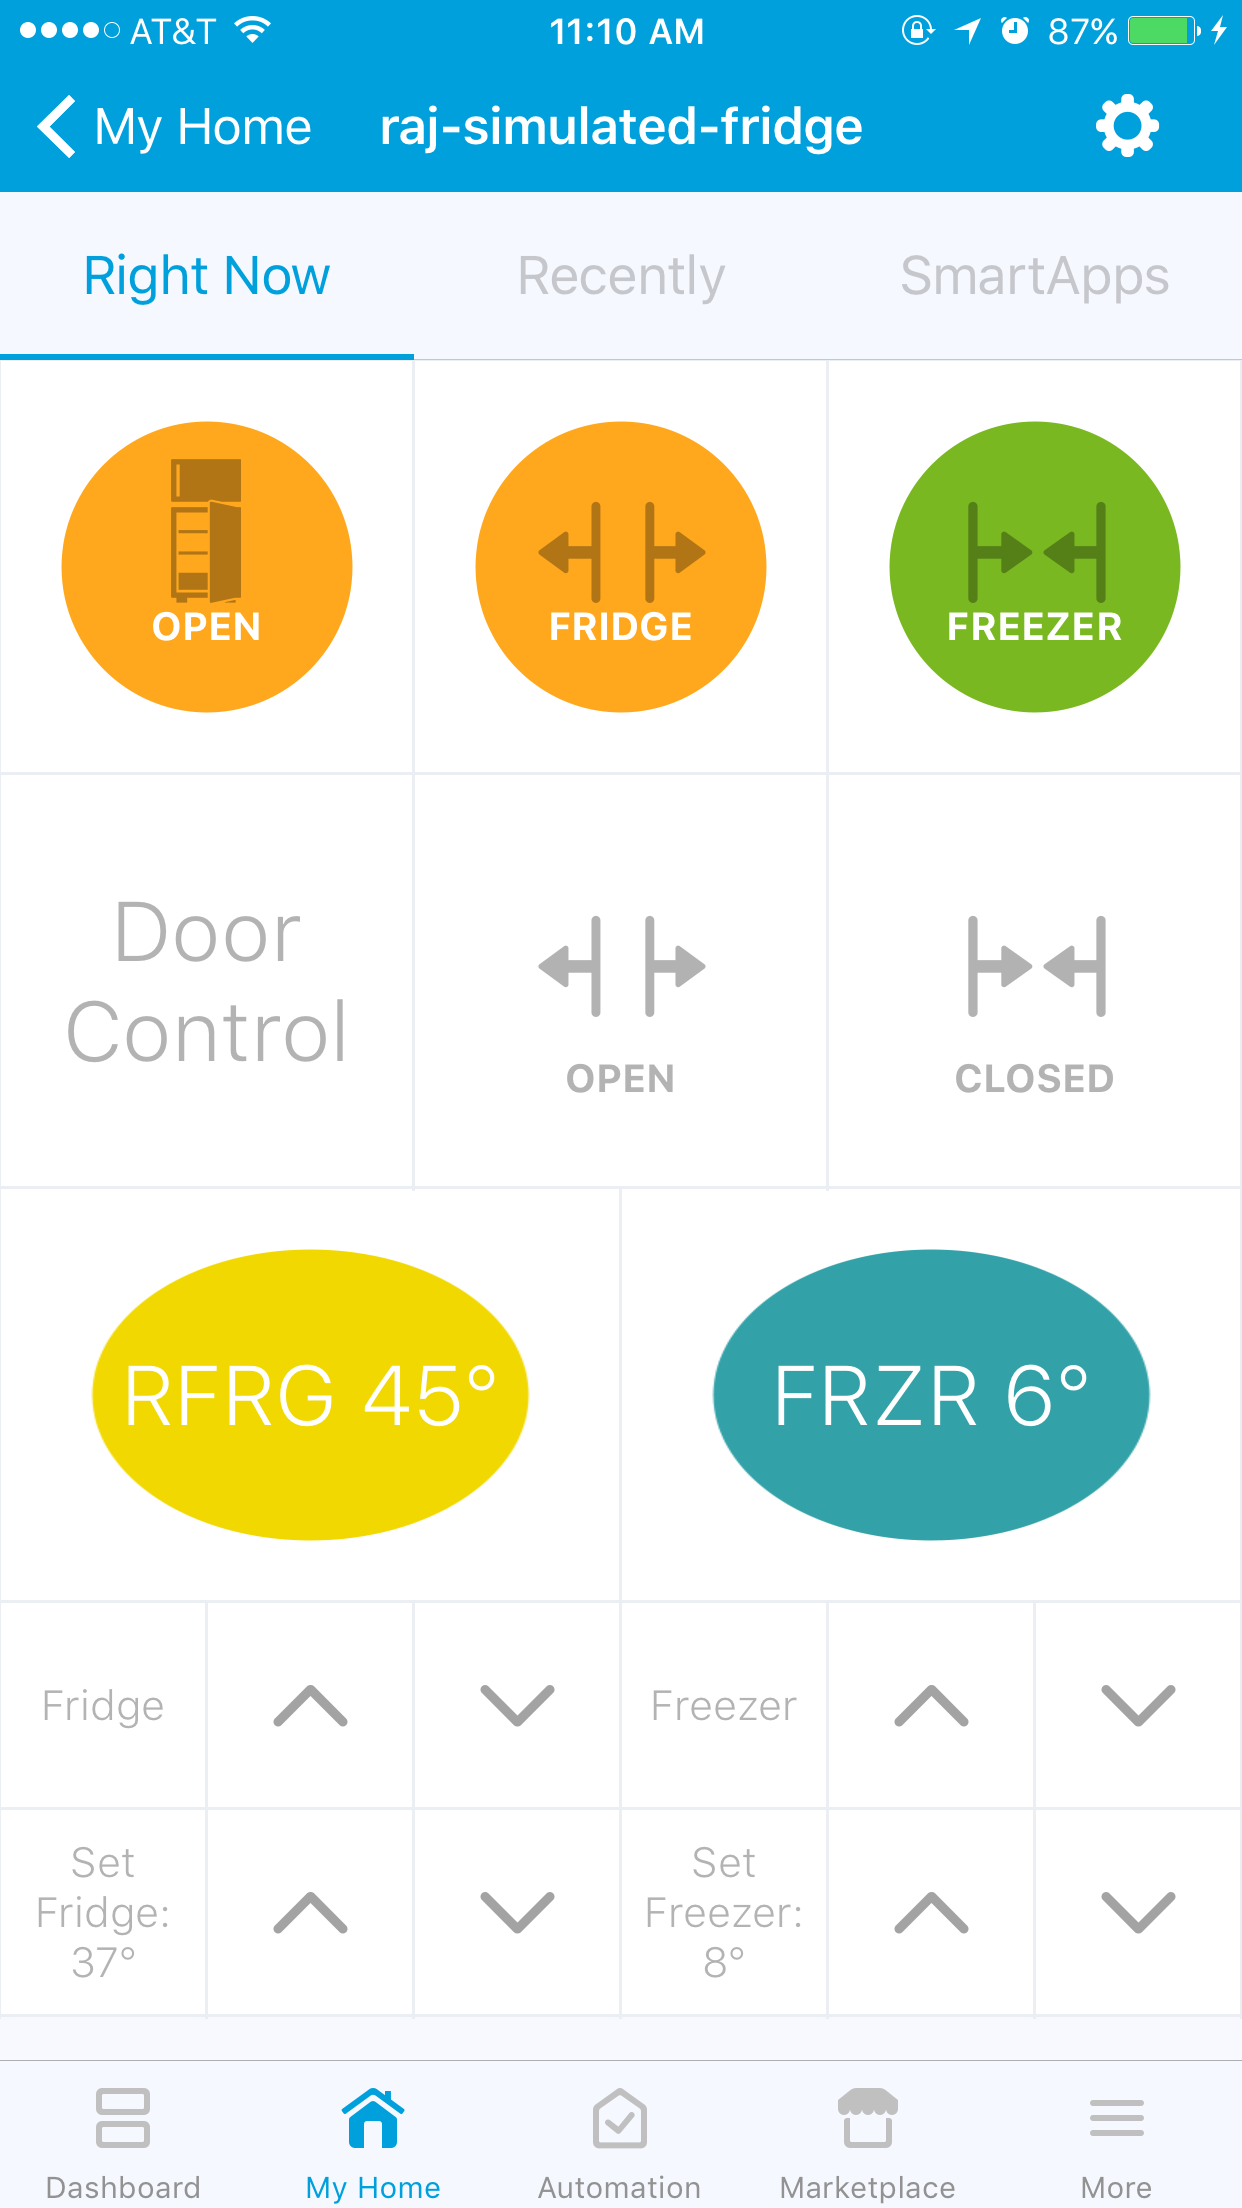 AT&T 11:10 AM 87%
My Home raj-simulated-fridge
Right Now Recently SmartApps
OPEN FRIDGE FREEZER
Door
Control
OPEN CLOSED
RFRG 45° FRZR 6°
Fridge Freezer
Set
Fridge:
37°
Set
Freezer:
8°
Dashboard My Home Automation Marketplace More